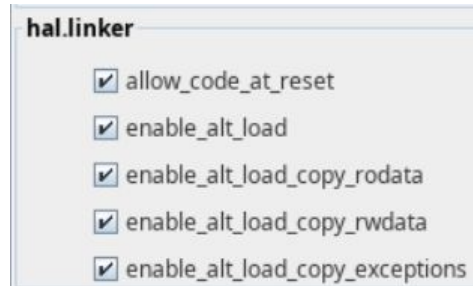 hal.linker
allow_code_at_reset
enable_alt_load
enable_alt_load_copy_rodata
enable_alt_load_copy_rwdata
enable_alt_load_copy_exceptions